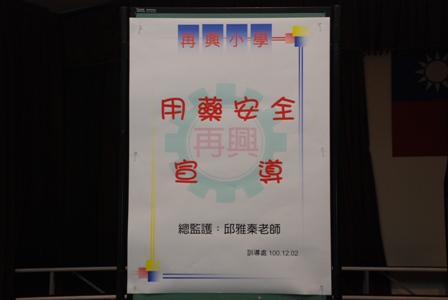 再興小學
用藥安全
再興
宣導
總監護：邱雅秦老師
訓導處 100.12.02